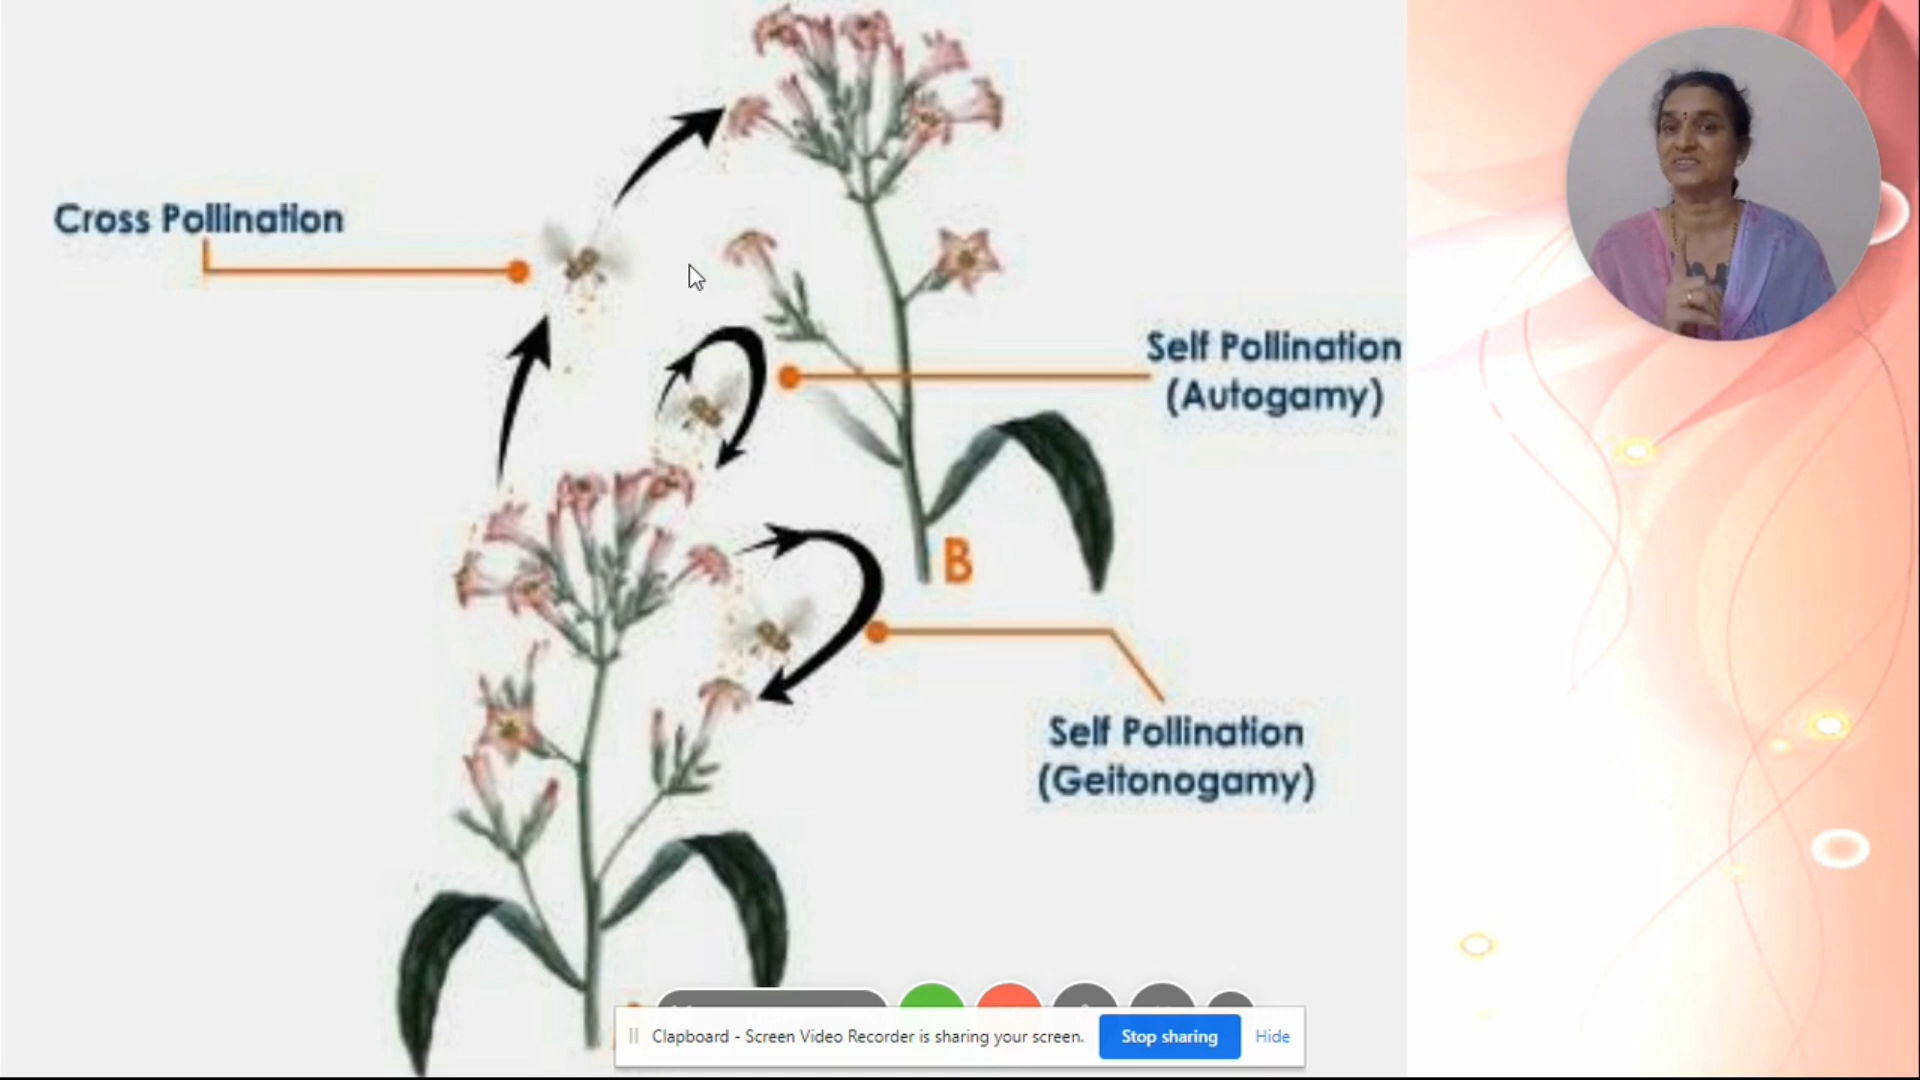 Cross Pollination
Self Pollination
(Autogamy)
B
Self Pollination
(Geitonogamy)
Clapboard - Screen Video Recorder is sharing your screen.
Stop sharing
Hide